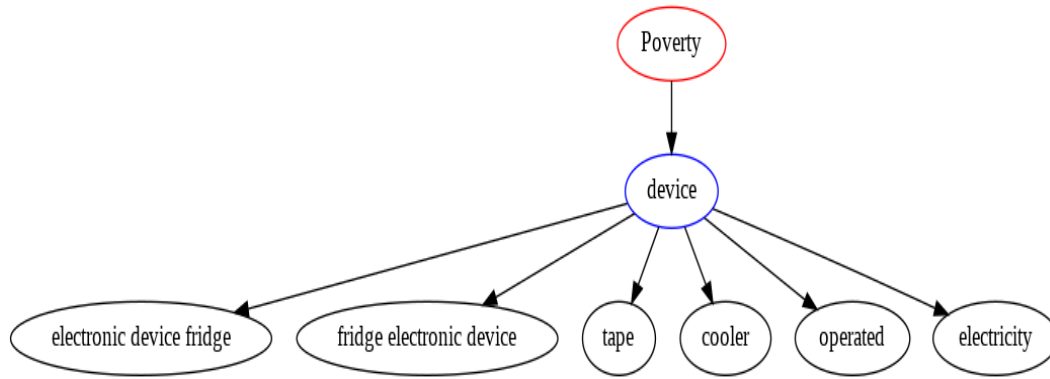 Poverty
device
electronic device fridge
fridge electronic device
tape
cooler
operated
electricity